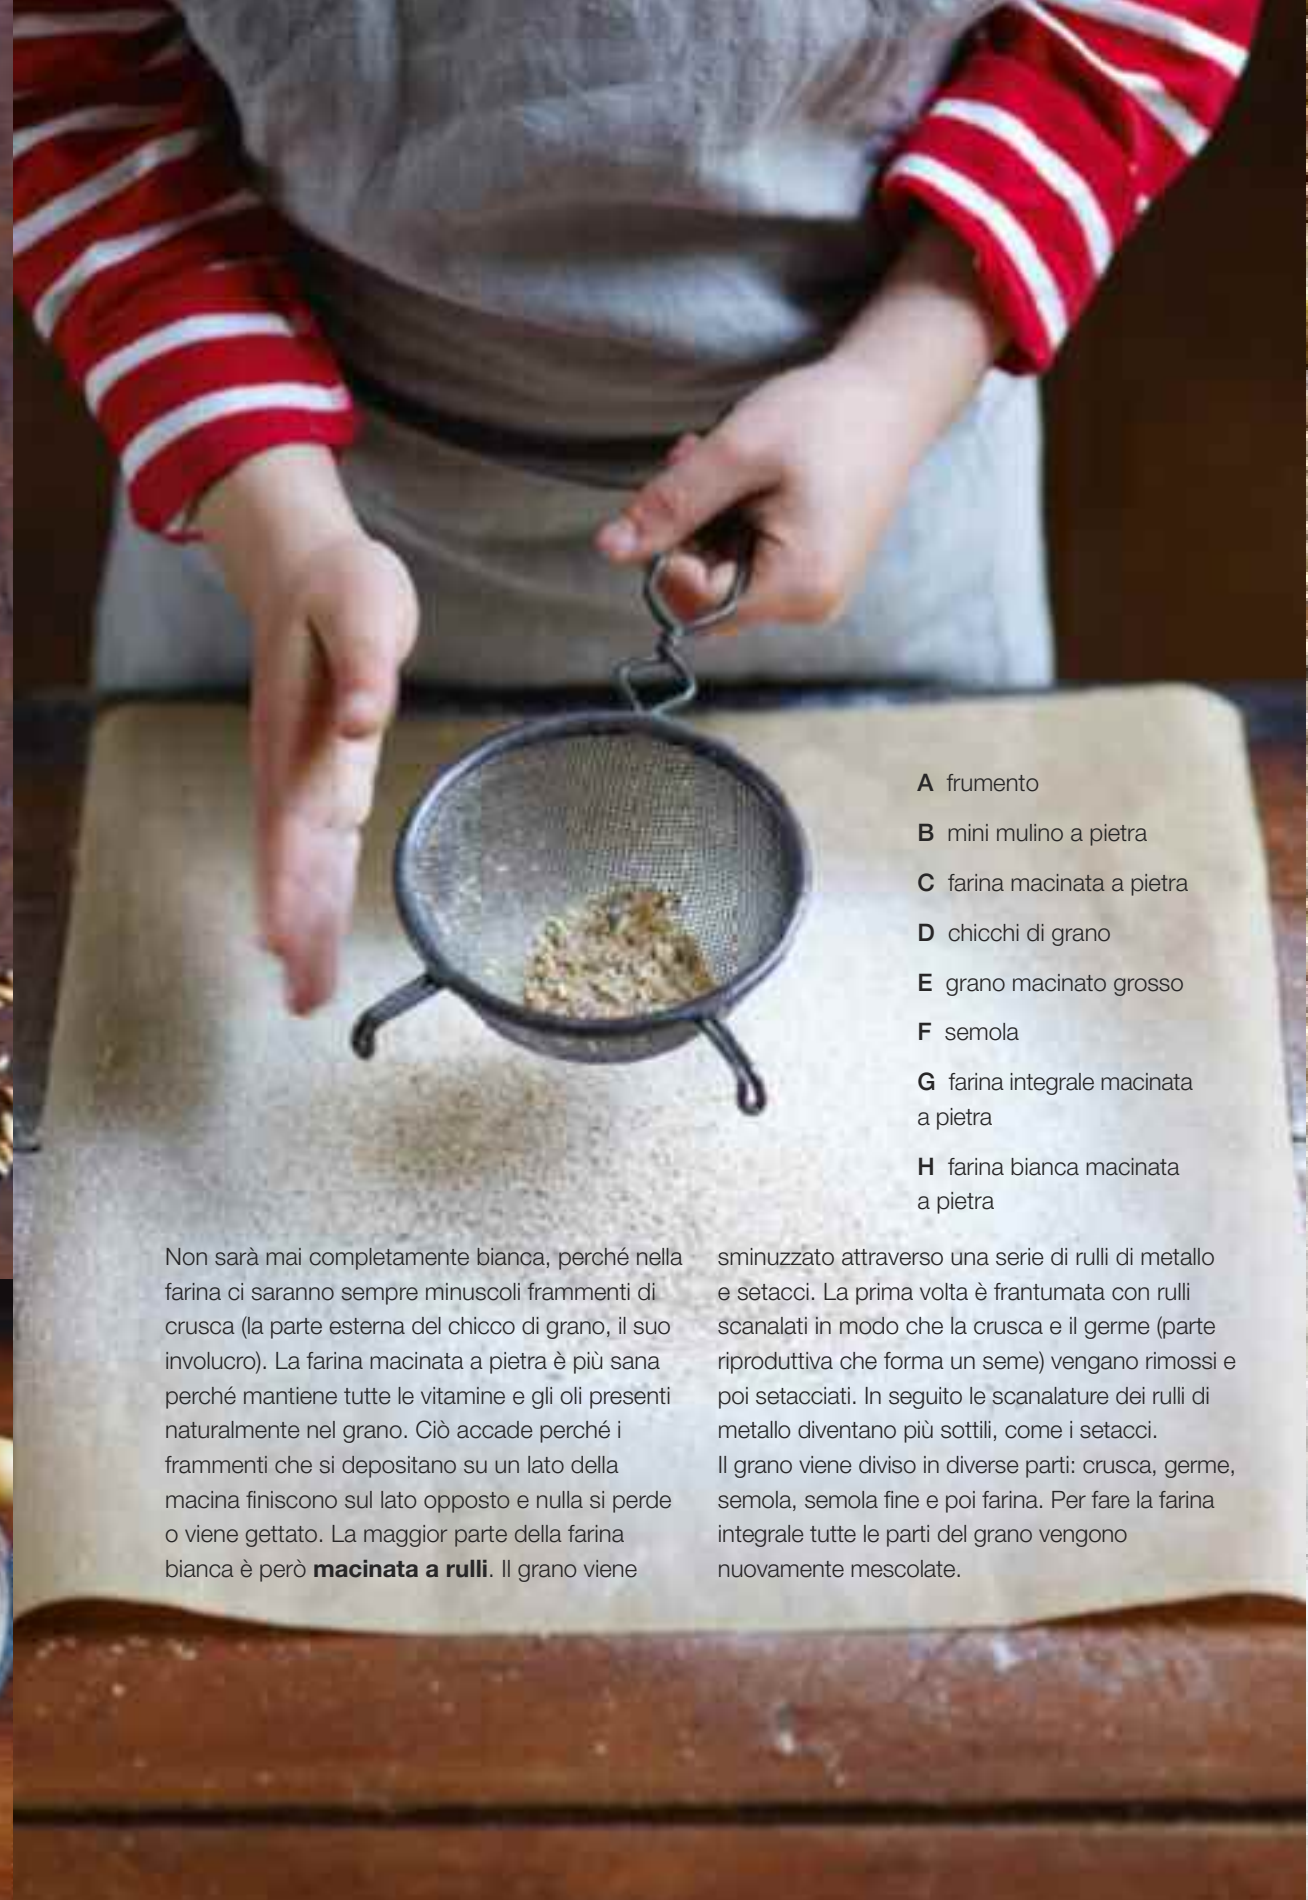 A frumento
B mini mulino a pietra
C farina macinata a pietra
D chicchi di grano
E grano macinato grosso
F semola
G farina integrale macinata
a pietra
H farina bianca macinata
a pietra
Non sarà mai completamente bianca, perché nella
farina ci saranno sempre minuscoli frammenti di
crusca (la parte esterna del chicco di grano, il suo
involucro). La farina macinata a pietra è più sana
perché mantiene tutte le vitamine e gli oli presenti
naturalmente nel grano. Ciò accade perché i
frammenti che si depositano su un lato della
macina finiscono sul lato opposto e nulla si perde
o viene gettato. La maggior parte della farina
bianca è però macinata a rulli. Il grano viene
sminuzzato attraverso una serie di rulli di metallo
e setacci. La prima volta è frantumata con rulli
scanalati in modo che la crusca e il germe (parte
riproduttiva che forma un seme) vengano rimossi e
poi setacciati. In seguito le scanalature dei rulli di
metallo diventano più sottili, come i setacci.
Il grano viene diviso in diverse parti: crusca, germe,
semola, semola fine e poi farina. Per fare la farina
integrale tutte le parti del grano vengono
nuovamente mescolate.